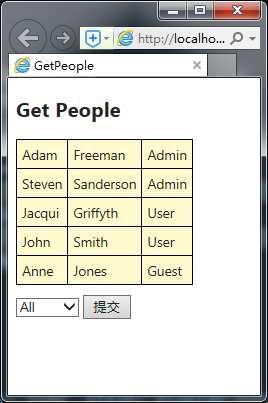 http://localho...
GetPeople
Get People
Adam Freeman Admin
Steven Sanderson Admin
Jacqui Griffyth User
John Smith User
Anne Jones Guest
All 提交